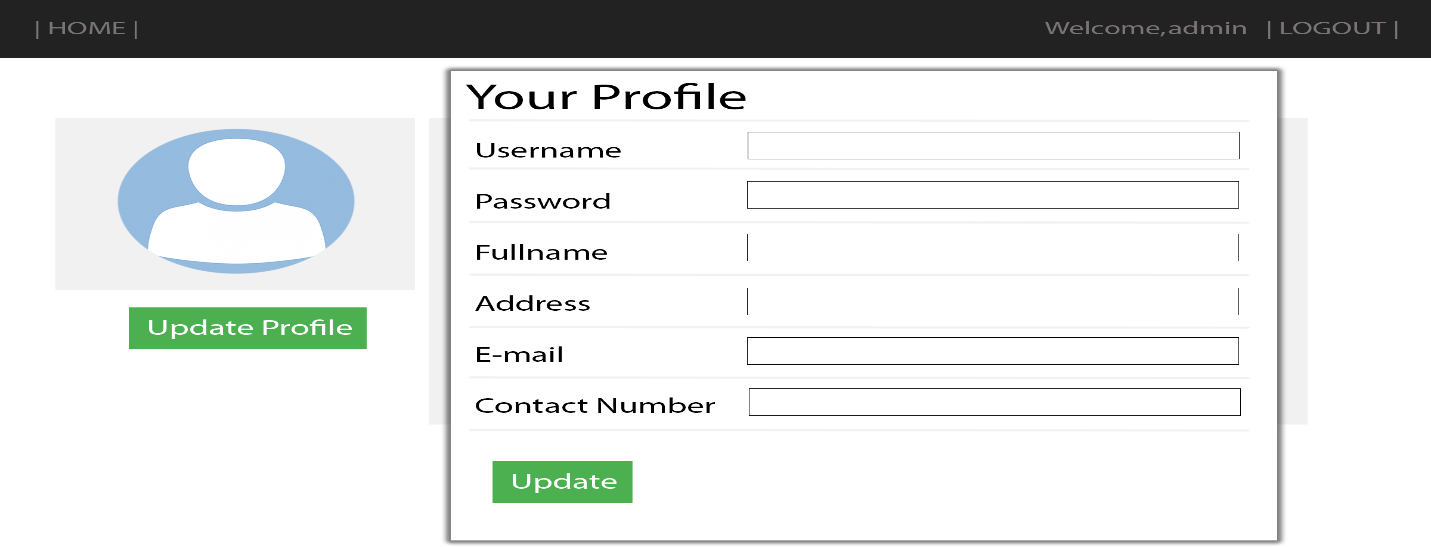 | HOME |
Welcome,admin | LOGOUT |
Your Profile
Username
Password
Fullname
Address
E-mail
Contact Number
Update Profile
Update